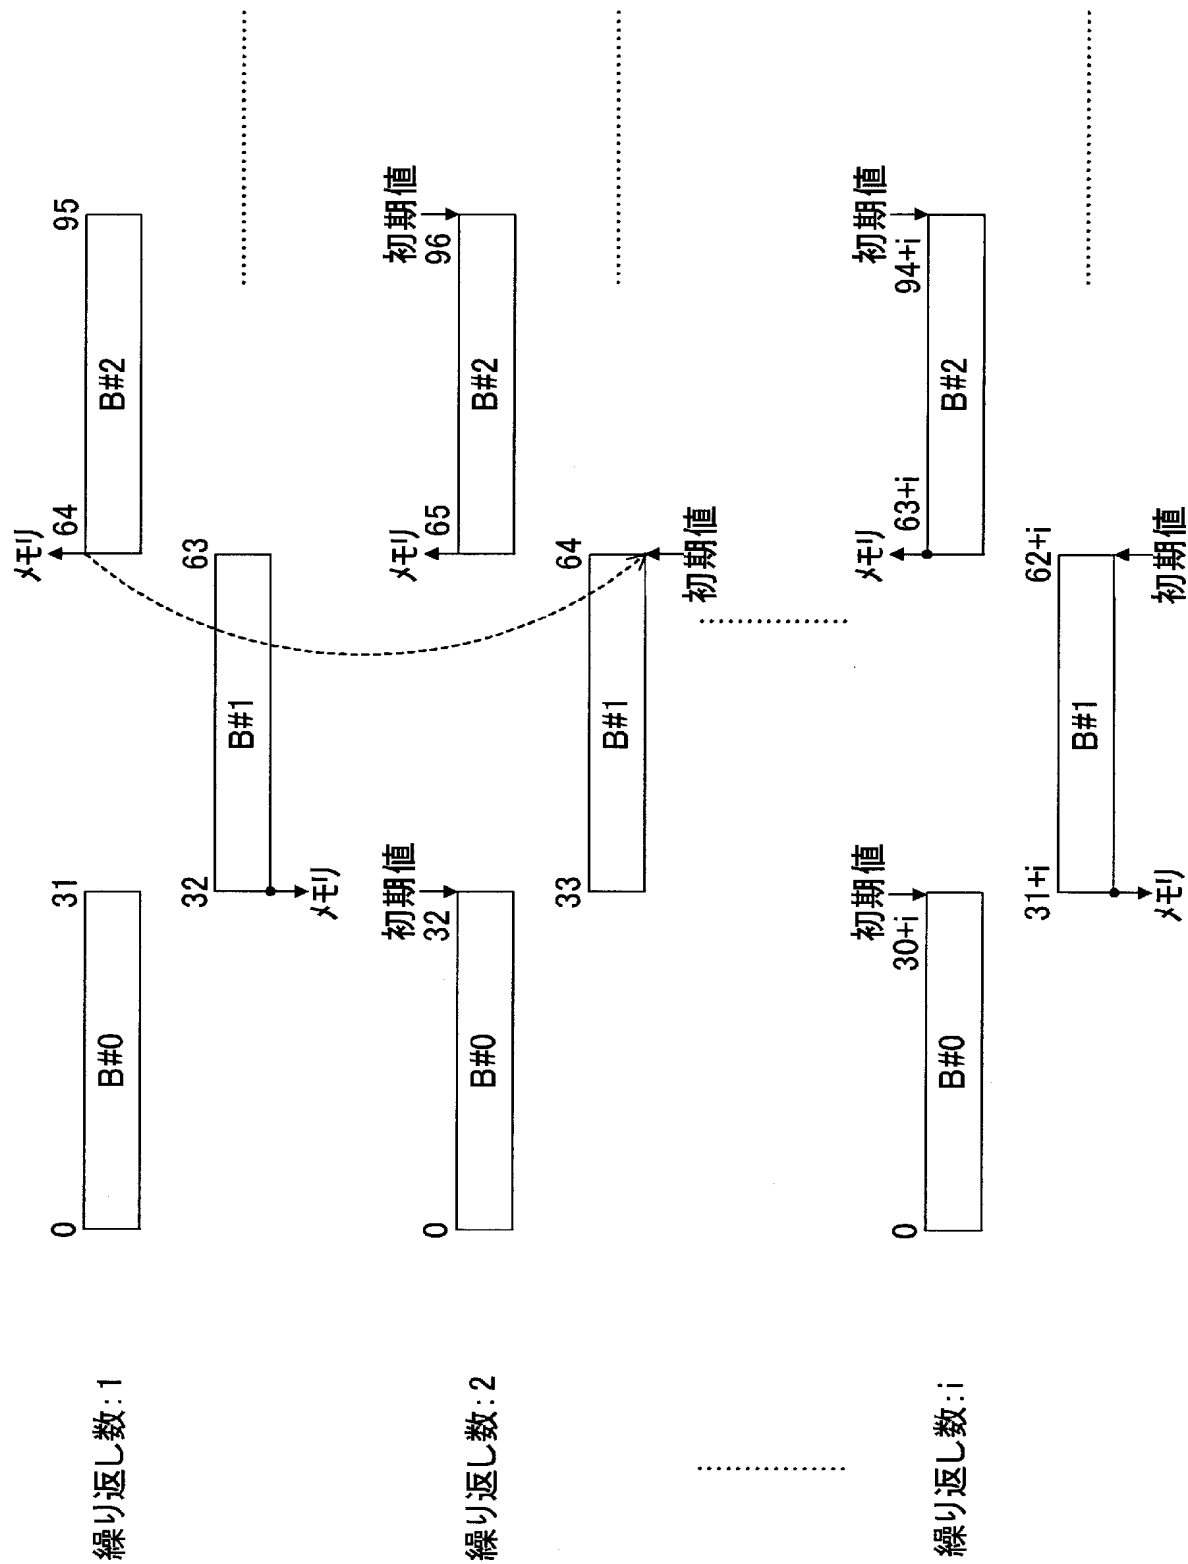 繰り返し数:1
0
31
B#0
メモリ
64
95
B#2
32
63
B#1
メモリ
繰り返し数:2
0
初期値
32
B#0
メモリ
65
初期値
96
B#2
33
64
B#1
初期値
繰り返し数:i
0
初期値
30+i
B#0
メモリ
63+i
初期値
94+i
B#2
31+i
62+i
B#1
メモリ
初期値